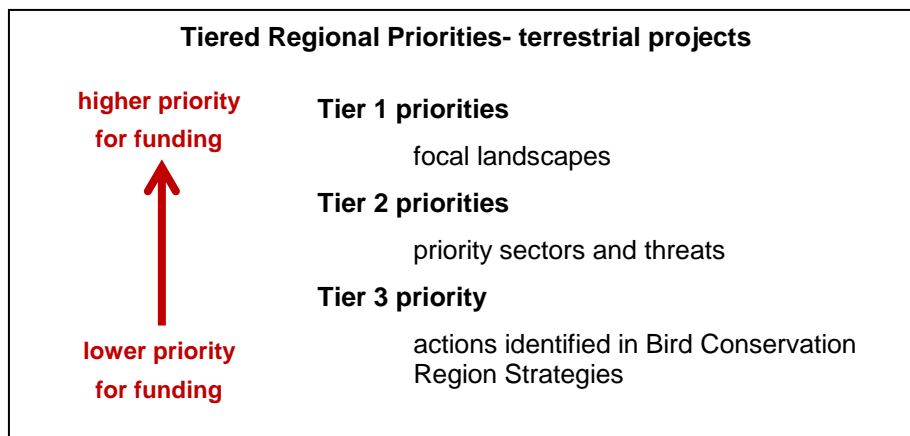 Tiered Regional Priorities- terrestrial projects
higher priority
for funding
Tier 1 priorities
focal landscapes
Tier 2 priorities
priority sectors and threats
Tier 3 priority
actions identified in Bird Conservation
Region Strategies
lower priority
for funding